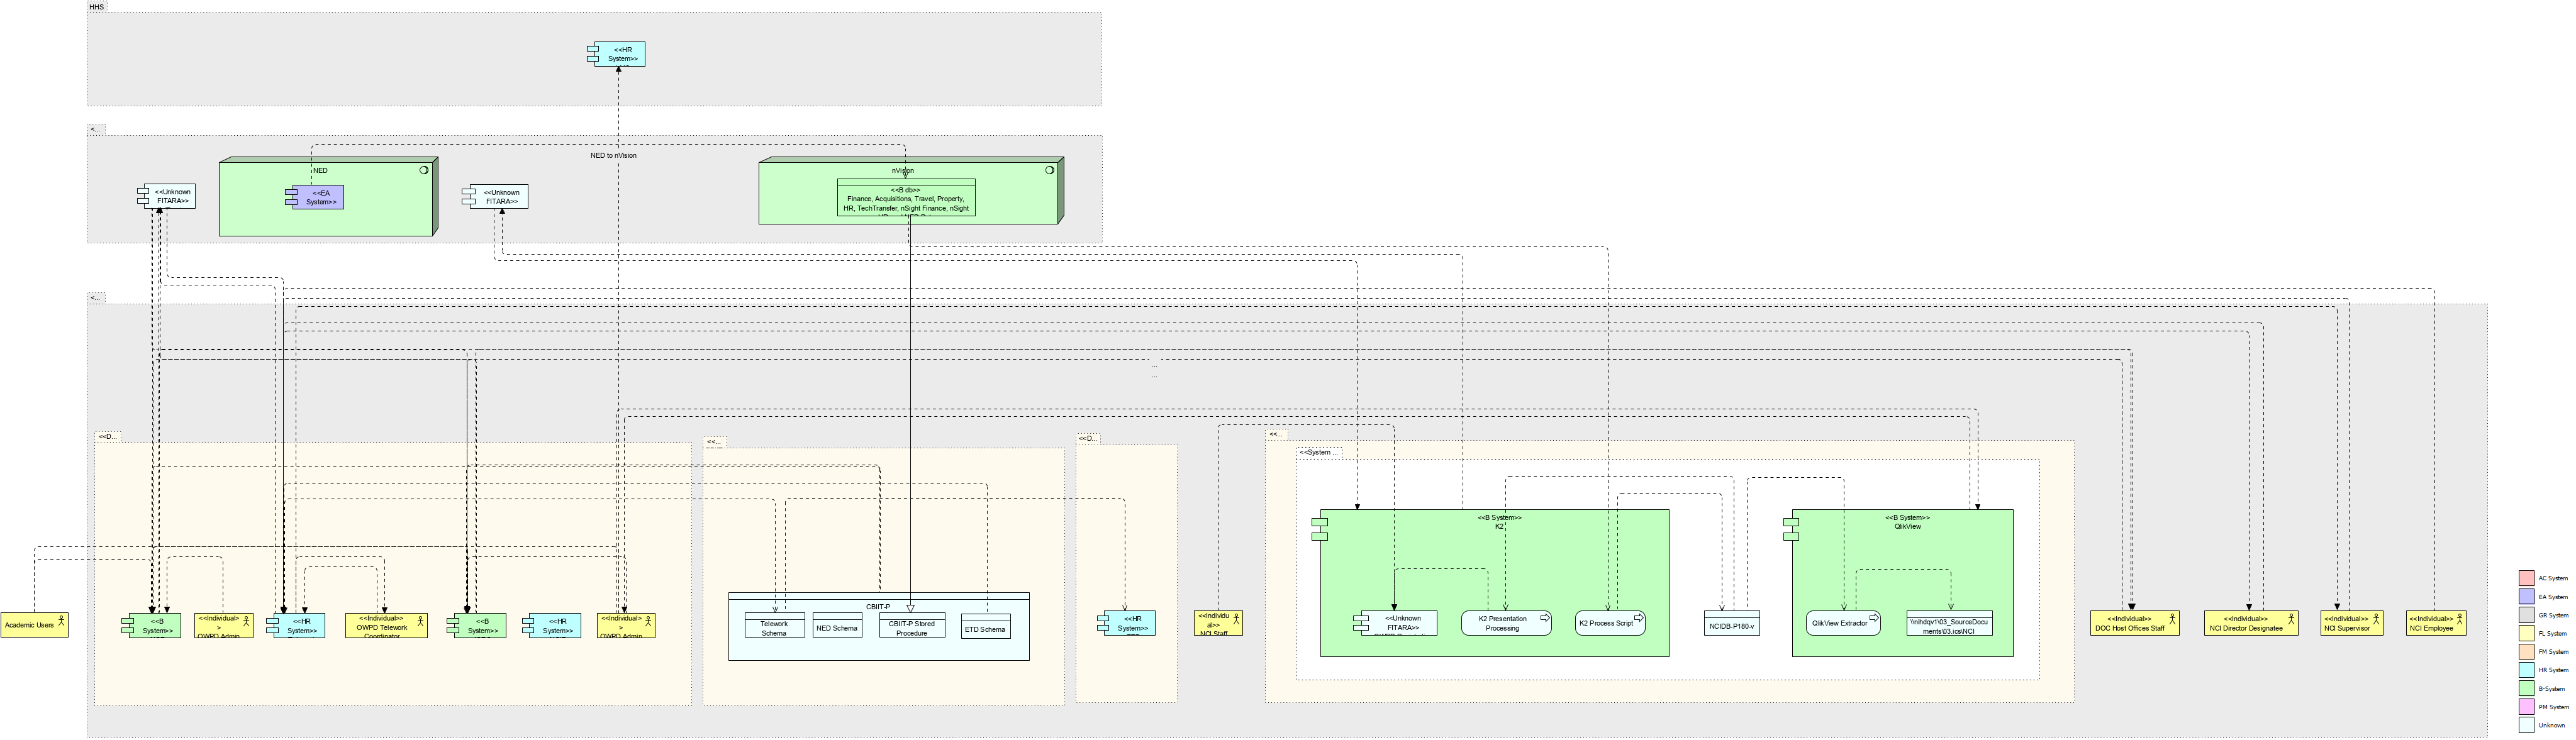 HHS
<<HR
System>>
<...
NED to nVision
NED
nVision
<<Unknown
FITARA>>
<<EA
System>>
<<Unknown
FITARA>>
<<B db>>
Finance, Acquisitions, Travel, Property,
HR, TechTransfer, nSight Finance, nSight
<...
...
...
<<D...
<<...
<<D...
<<...
<<System ...
<<B System>>
K2
<<B System>>
QlikView
Academic Users
<<B
System>>
<<Individual>
>
OWPD Admin
<<HR
System>>
<<Individual>>
OWPD Telework
Coordinator
<<B
System>>
<<HR
System>>
<<Individual>
>
OWPD Admin
CBIIT-P
Telework
Schema
NED Schema
CBIIT-P Stored
Procedure
ETD Schema
<<HR
System>>
<<Individu
al>>
NCI Staff
<<Unknown
FITARA>>
K2 Presentation
Processing
K2 Process Script
NCIDB-P180-v
QlikView Extractor
\\nihdqv1\03_SourceDocu
ments\03.ics\NCI
<<Individual>>
DOC Host Offices Staff
<<Individual>>
NCI Director Designatee
<<Individual>>
NCI Supervisor
<<Individual>>
NCI Employee
AC System
EA System
GR System
FL System
FM System
HR System
B-System
PM System
Unknown